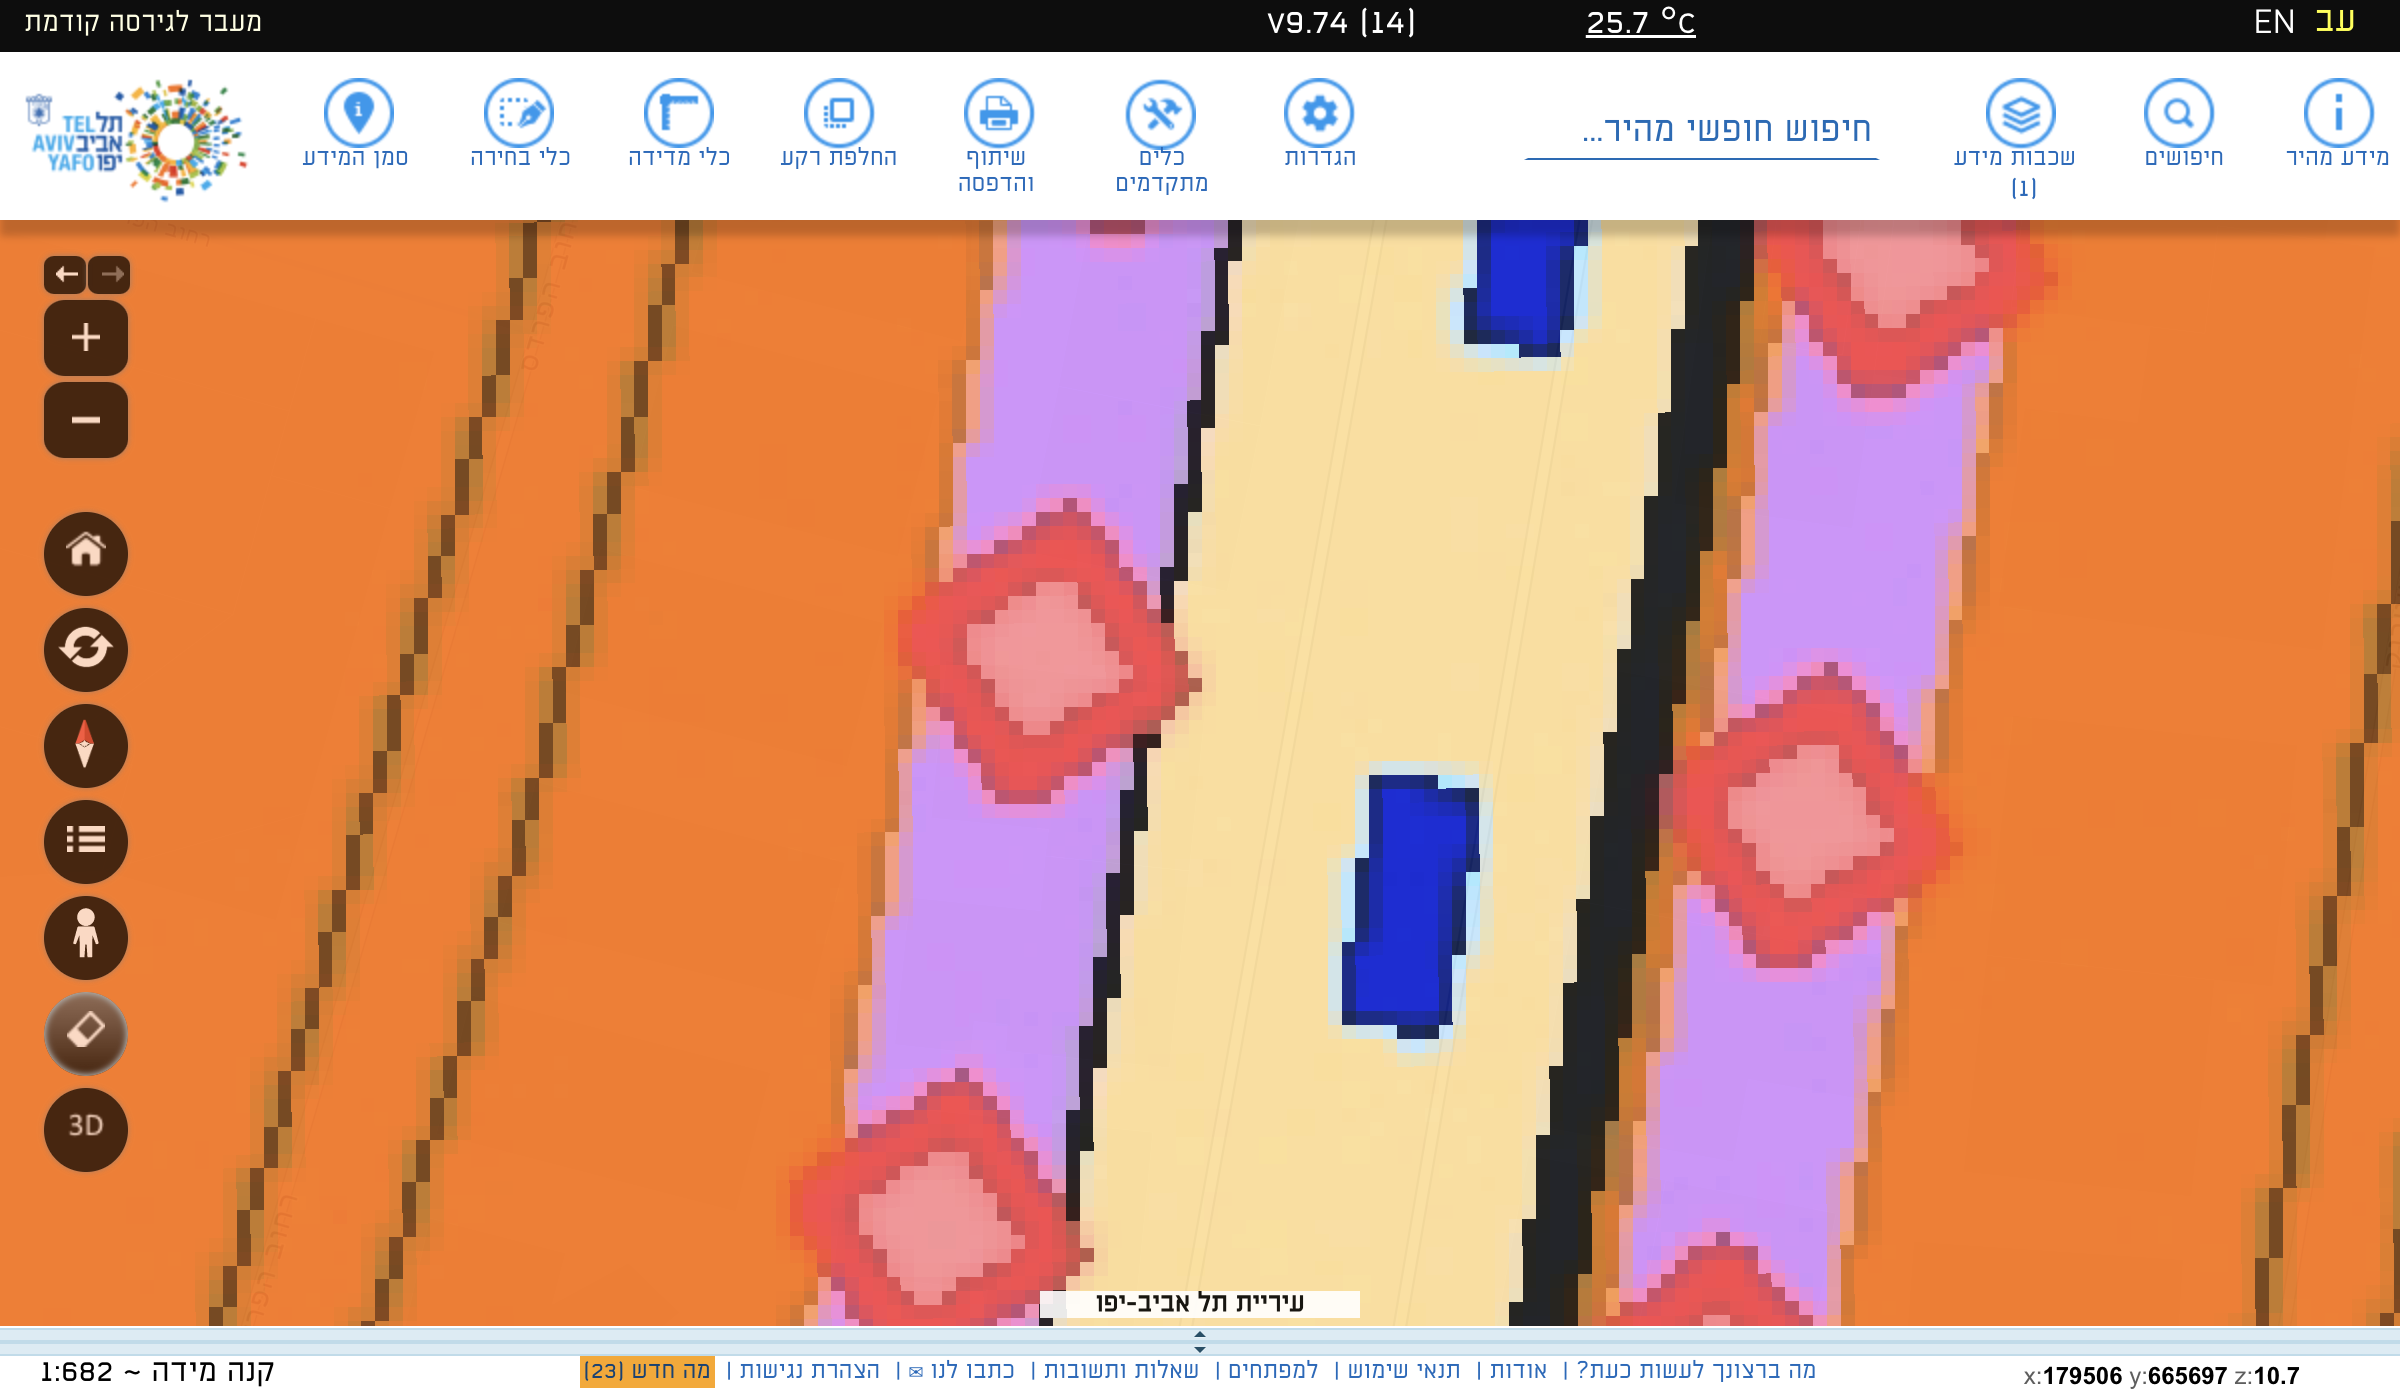 מעבר לגירסה קודמת
V9.74 (14)
25.7 °C
EN עב
מידע מהיר
חיפושים
שכבות מידע
(1)
חיפוש חופשי מהיר...
הגדרות
כלים
מתקדמים
שיתוף
והדפסה
החלפת רקע
כלי מדידה
כלי בחירה
סמן המידע
TEL תל
AVIV אביב
YAFO יפו
רחוב הפרדס
3D
עיריית תל אביב-יפו
קנה מידה ~ 1:682
מה ברצונך לעשות כעת? | אודות | תנאי שימוש | למפתחים | שאלות ותשובות | כתבו לנו ✉ | הצהרת נגישות | מה חדש (23)
x:179506 y:665697 z:10.7